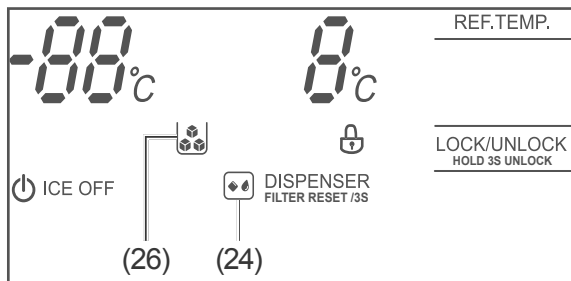 -88°C 8°C REF.TEMP.
LOCK/UNLOCK
HOLD 3S UNLOCK
ICE OFF DISPENSER
FILTER RESET /3S
(26) (24)